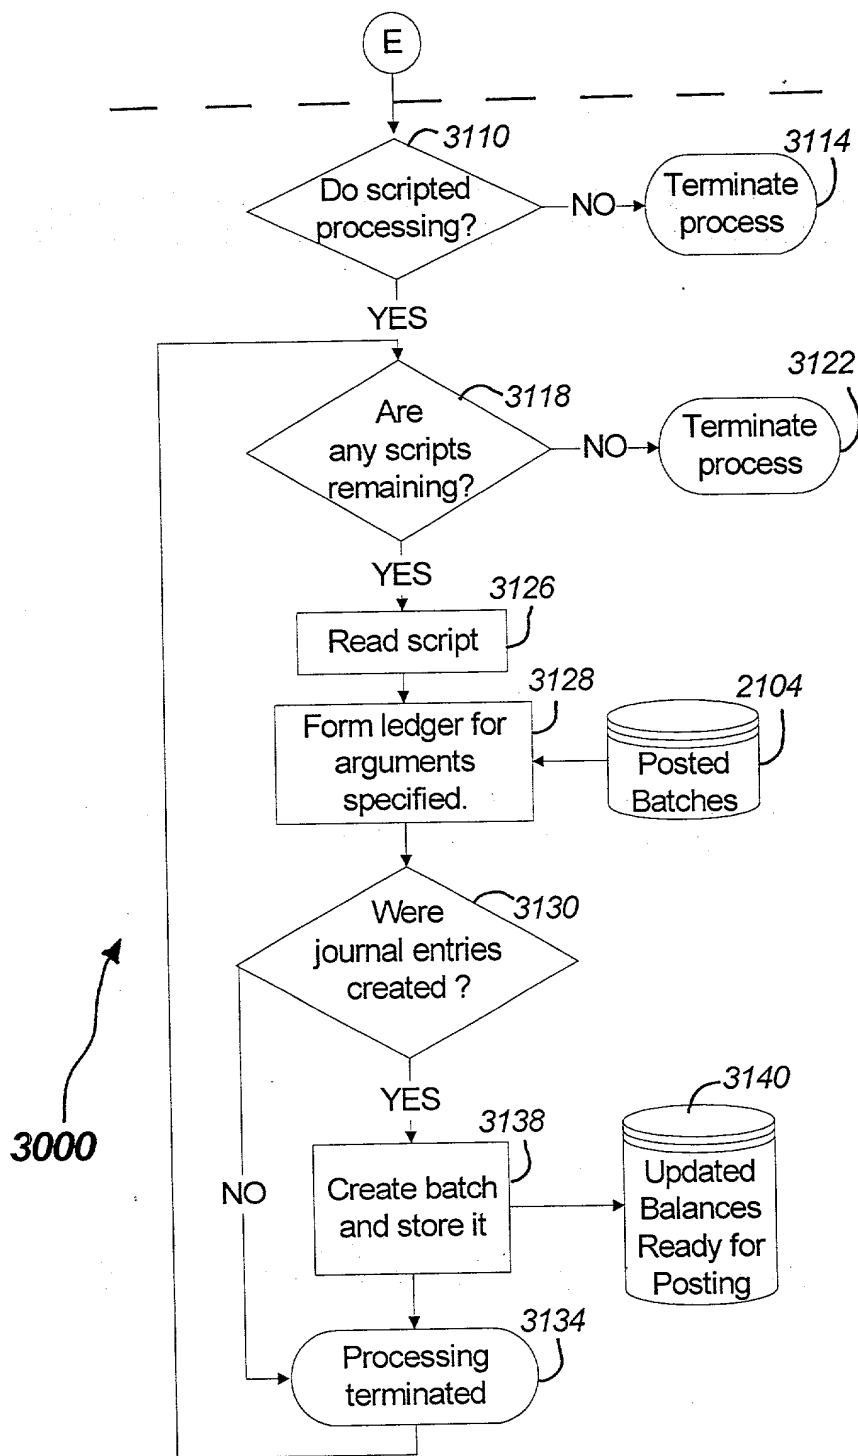 E
3110
Do scripted
processing?
NO
3114
Terminate
process
YES
3118
Are
any scripts
remaining?
NO
3122
Terminate
process
YES
3126
Read script
3128
Form ledger for
arguments
specified.
2104
Posted
Batches
3130
Were
journal entries
created ?
3000
NO
YES
3138
Create batch
and store it
3140
Updated
Balances
Ready for
Posting
3134
Processing
terminated